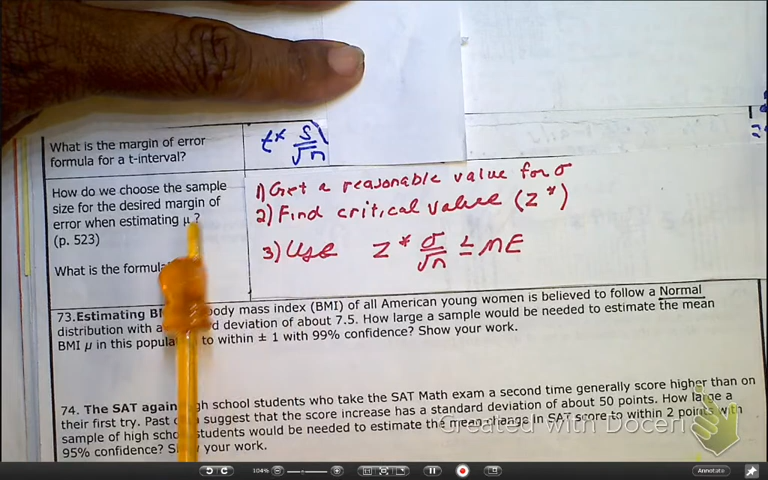 What is the margin of error
formula for a t-interval?
t* s/√n
How do we choose the sample
size for the desired margin of
error when estimating μ?
(p. 523)
What is the formula
1) Get a reasonable value for σ
2) Find critical value (z*)
3) Use z* σ/√n ≤ ME
73. Estimating body mass index (BMI) of all American young women is believed to follow a Normal
distribution with a deviation of about 7.5. How large a sample would be needed to estimate the mean
BMI μ in this to within ± 1 with 99% confidence? Show your work.
74. The SAT again school students who take the SAT Math exam a second time generally score higher than on
their first try. Past suggest that the score increase has a standard deviation of about 50 points. How large a
sample of high school students would be needed to estimate the mean change in SAT score to within 2 points with
95% confidence? your work.
Created with Doceri
104%
Annotate